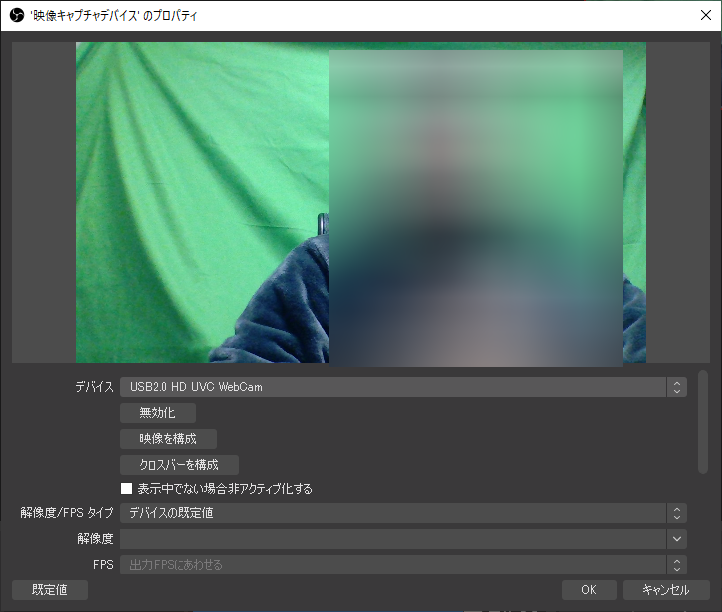 '映像キャプチャデバイス' のプロパティ
デバイス USB2.0 HD UVC WebCam
無効化
映像を構成
クロスバーを構成
表示中でない場合非アクティブ化する
解像度/FPS タイプ デバイスの既定値
解像度
FPS 出力FPSにあわせる
既定値 OK キャンセル